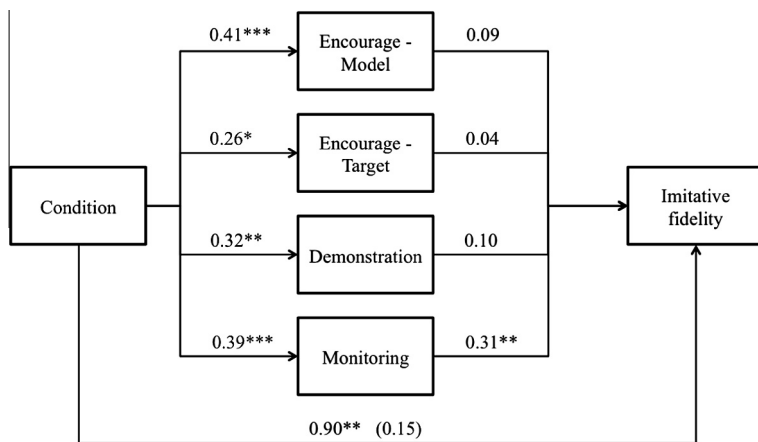 0.41***
Encourage -
Model
0.09
0.26*
Encourage -
Target
0.04
Condition
Imitative
fidelity
0.32**
Demonstration
0.10
0.39***
Monitoring
0.31**
0.90** (0.15)